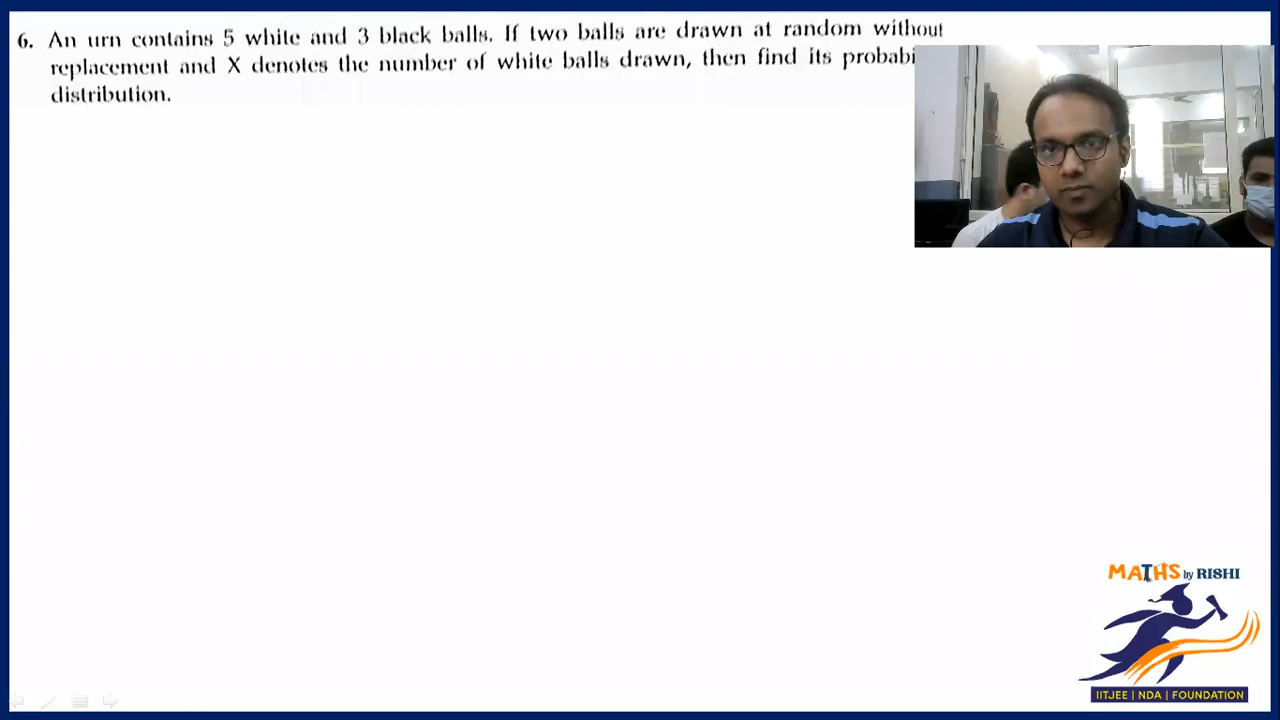 6. An urn contains 5 white and 3 black balls. If two balls are drawn at random without
replacement and X denotes the number of white balls drawn, then find its probabi
distribution.
MATHS by RISHI
IITJEE | NDA | FOUNDATION